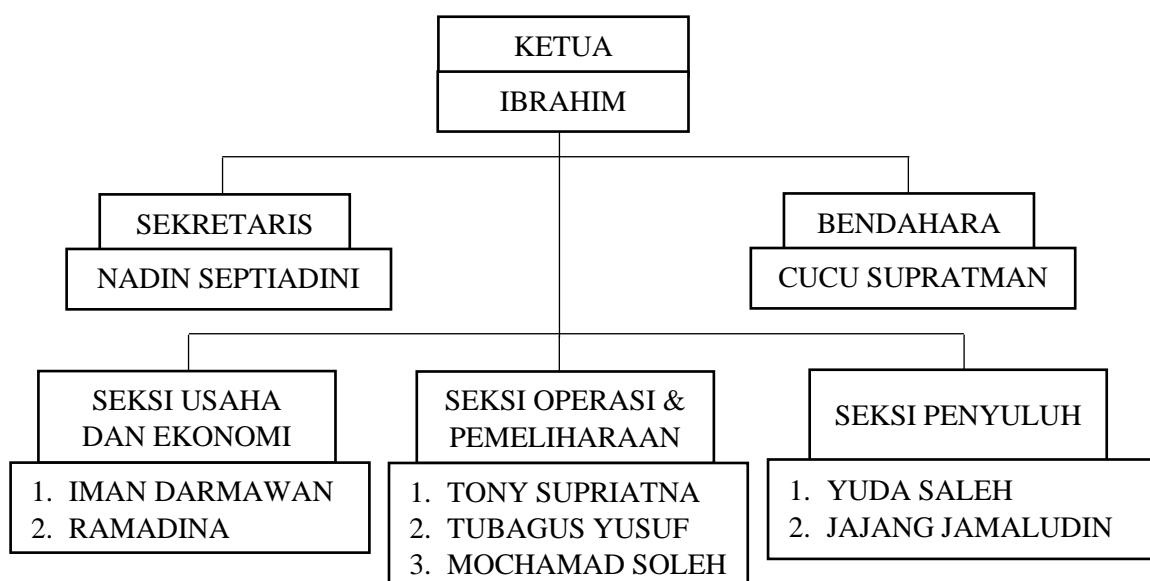 KETUA
IBRAHIM
SEKRETARIS
NADIN SEPTIADINI
BENDAHARA
CUCU SUPRATMAN
SEKSI USAHA
DAN EKONOMI
1. IMAN DARMAWAN
2. RAMADINA
SEKSI OPERASI &
PEMELIHARAAN
1. TONY SUPRIATNA
2. TUBAGUS YUSUF
3. MOCHAMAD SOLEH
SEKSI PENYULUH
1. YUDA SALEH
2. JAJANG JAMALUDIN